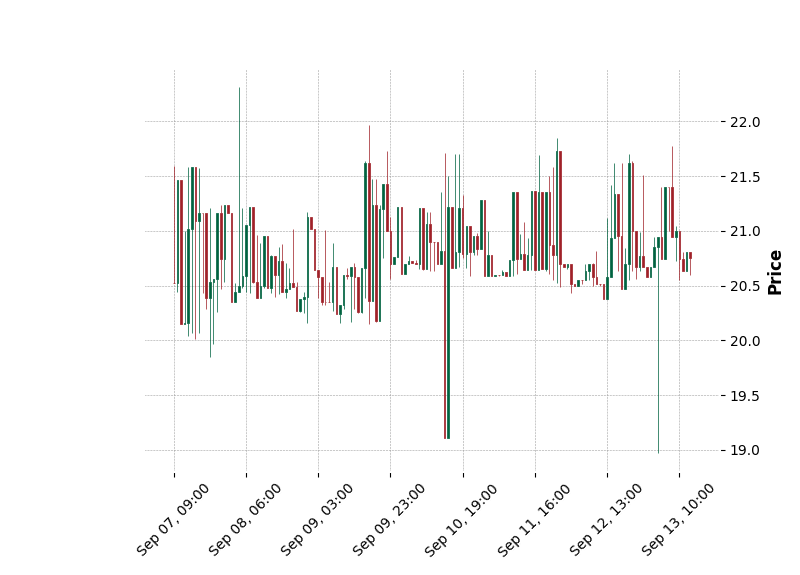 22.0
21.5
21.0
20.5
20.0
19.5
19.0
Price
Sep 07, 09:00
Sep 08, 06:00
Sep 09, 03:00
Sep 09, 23:00
Sep 10, 19:00
Sep 11, 16:00
Sep 12, 13:00
Sep 13, 10:00